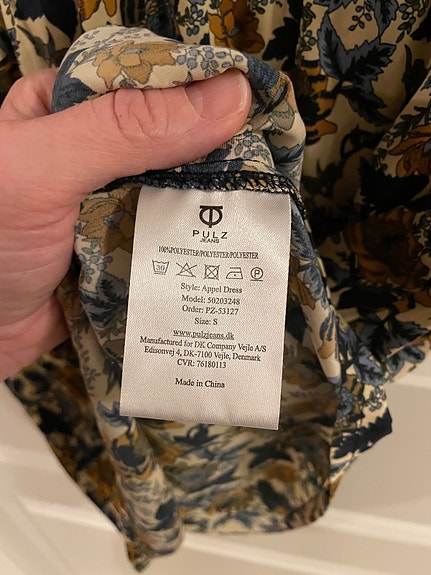 PULZ
JEANS
100%POLYESTER/POLYESTER/POLYESTER
30
P
Style: Appel Dress
Model: 50203248
Order: PZ-53127
Size: S
www.pulzjeans.dk
Manufactured for DK Company Vejle A/S
Edisonvej 4, DK-7100 Vejle, Denmark
CVR: 76180113
Made in China